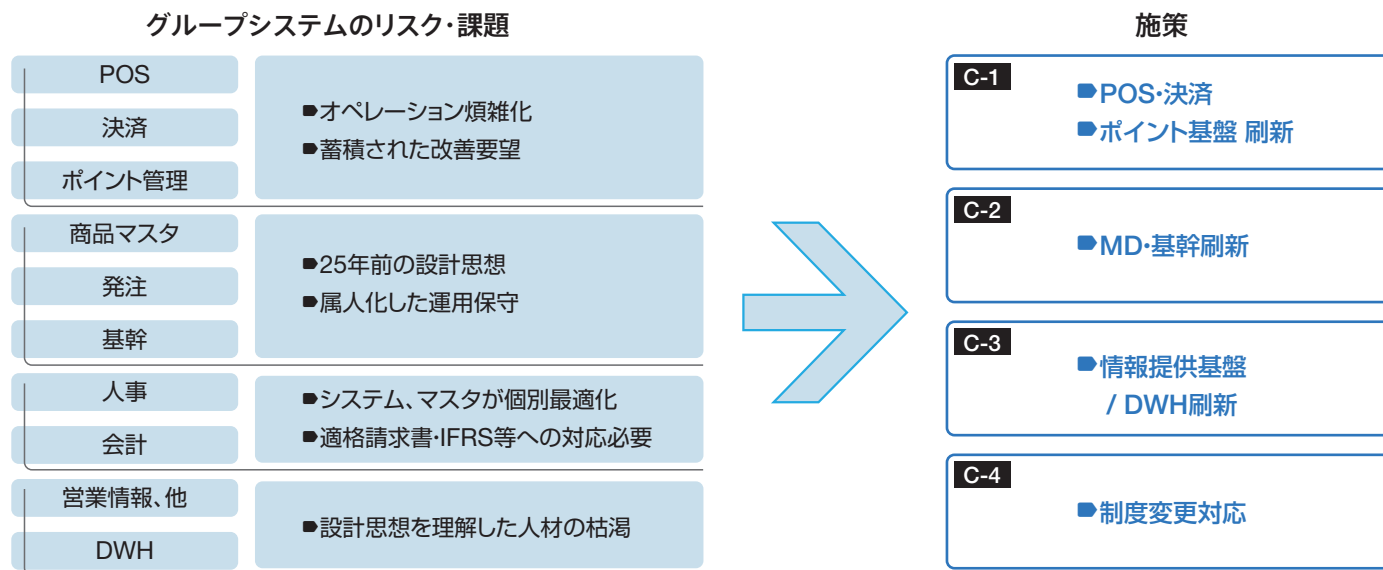 グループシステムのリスク・課題
POS
決済
ポイント管理
➡オペレーション煩雑化
➡蓄積された改善要望
商品マスタ
発注
基幹
➡25年前の設計思想
➡属人化した運用保守
人事
会計
➡システム、マスタが個別最適化
➡適格請求書・IFRS等への対応必要
営業情報、他
DWH
➡設計思想を理解した人材の枯渇
施策
C-1
➡POS・決済
➡ポイント基盤 刷新
C-2
➡MD・基幹刷新
C-3
➡情報提供基盤
/ DWH刷新
C-4
➡制度変更対応